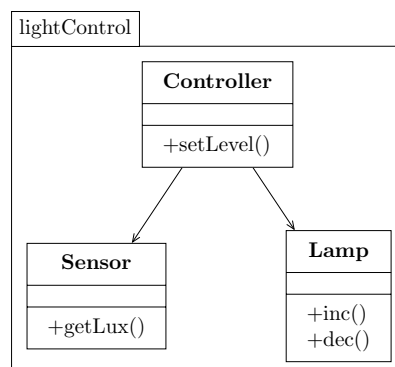 lightControl
Controller
+setLevel()
Sensor
+getLux()
Lamp
+inc()
+dec()